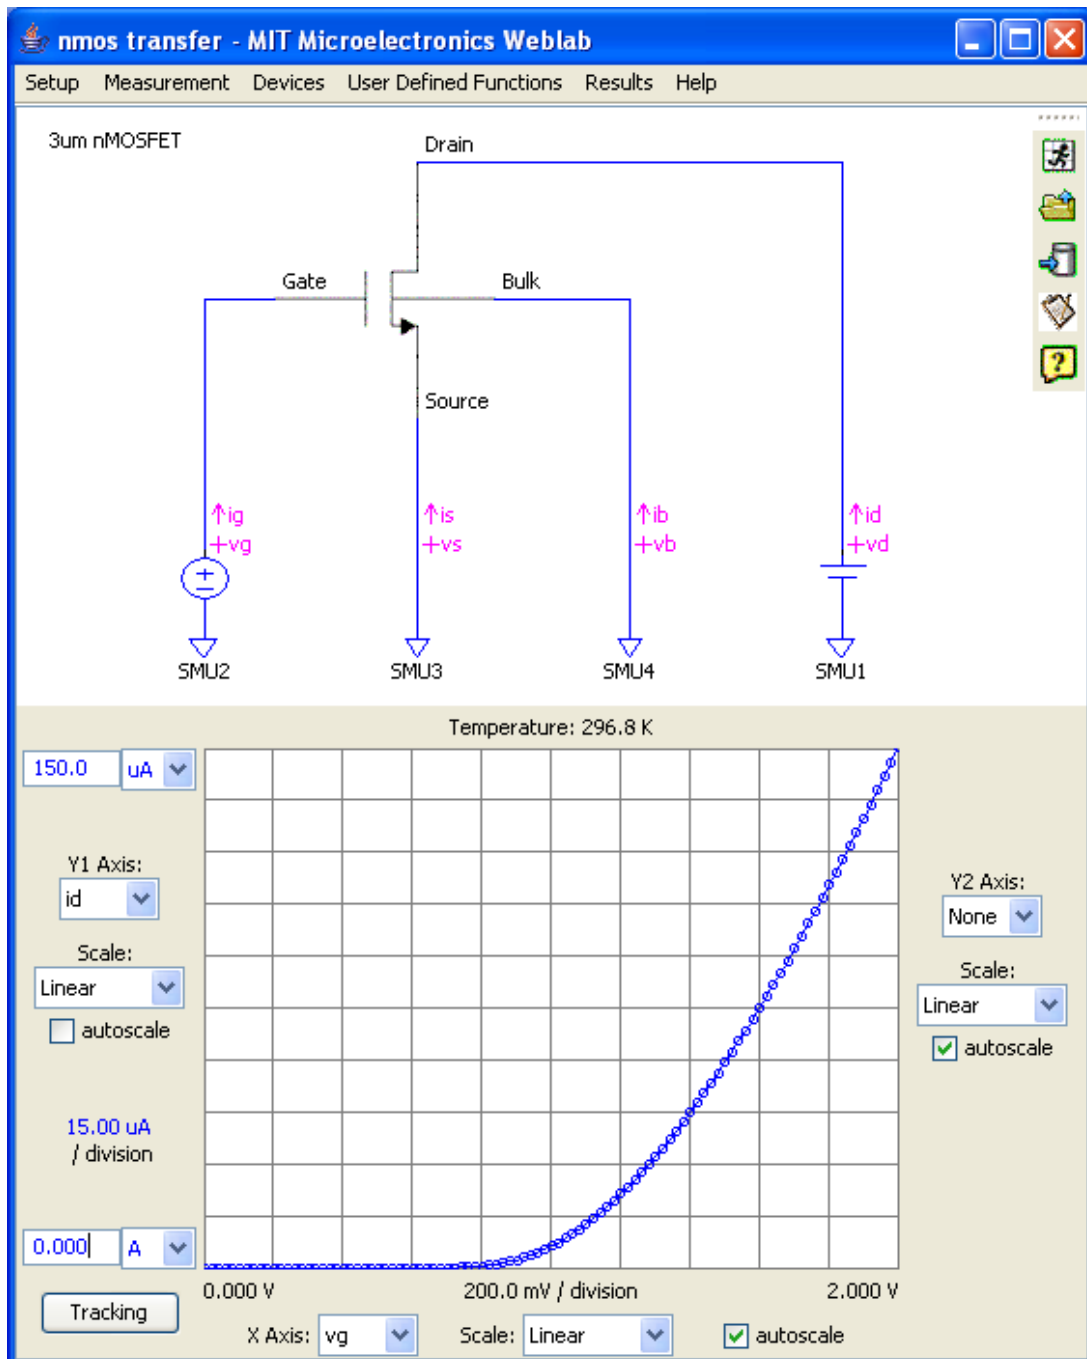 nmos transfer - MIT Microelectronics Weblab
Setup Measurement Devices User Defined Functions Results Help
3um nMOSFET
Drain
Gate
Bulk
Source
ig
+vg
is
+vs
ib
+vb
id
+vd
SMU2
SMU3
SMU4
SMU1
Temperature: 296.8 K
150.0 uA
Y1 Axis:
id
Scale:
Linear
autoscale
15.00 uA
/ division
0.000 A
Tracking
Y2 Axis:
None
Scale:
Linear
autoscale
0.000 V 200.0 mV / division 2.000 V
X Axis: vg Scale: Linear autoscale